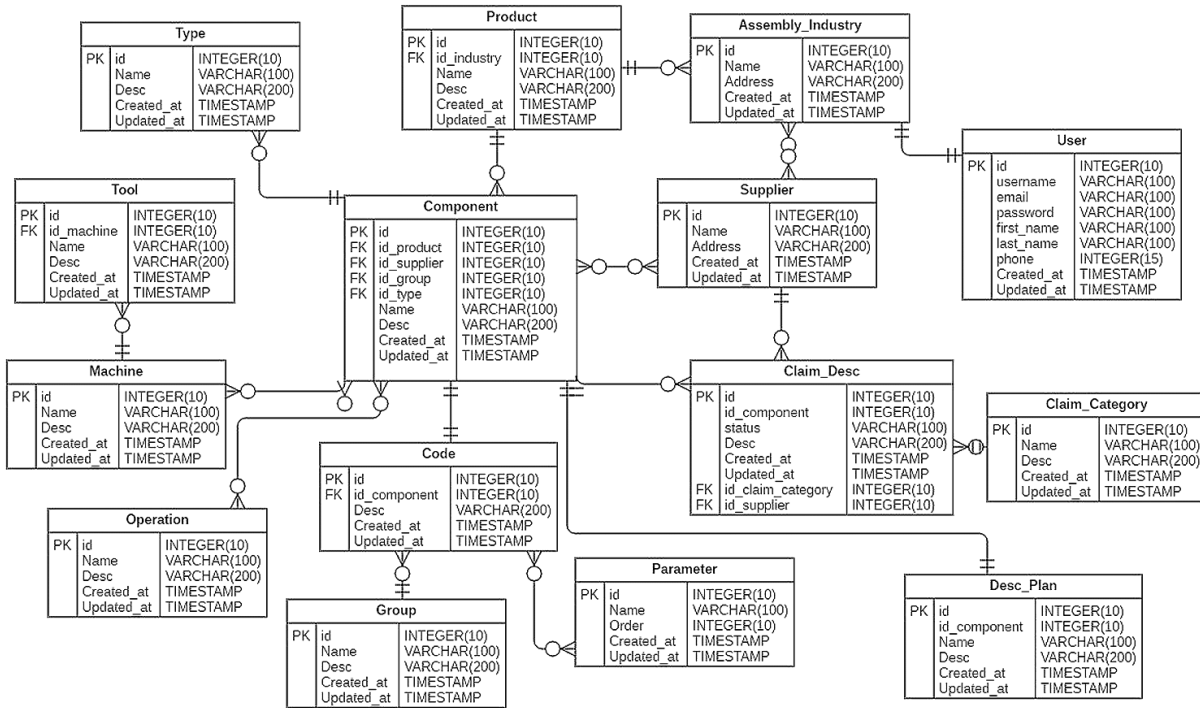 Type
PK id INTEGER(10)
Name VARCHAR(100)
Desc VARCHAR(200)
Created_at TIMESTAMP
Updated_at TIMESTAMP
Product
PK id INTEGER(10)
FK id_industry INTEGER(10)
Name VARCHAR(100)
Desc VARCHAR(200)
Created_at TIMESTAMP
Updated_at TIMESTAMP
Assembly_Industry
PK id INTEGER(10)
Name VARCHAR(100)
Address VARCHAR(200)
Created_at TIMESTAMP
Updated_at TIMESTAMP
User
PK id INTEGER(10)
username VARCHAR(100)
email VARCHAR(100)
password VARCHAR(100)
first_name VARCHAR(100)
last_name VARCHAR(100)
phone INTEGER(15)
Created_at TIMESTAMP
Updated_at TIMESTAMP
Tool
PK id INTEGER(10)
FK id_machine INTEGER(10)
Name VARCHAR(100)
Desc VARCHAR(200)
Created_at TIMESTAMP
Updated_at TIMESTAMP
Component
PK id INTEGER(10)
FK id_product INTEGER(10)
FK id_supplier INTEGER(10)
FK id_group INTEGER(10)
FK id_type INTEGER(10)
Name VARCHAR(100)
Desc VARCHAR(200)
Created_at TIMESTAMP
Updated_at TIMESTAMP
Supplier
PK id INTEGER(10)
Name VARCHAR(100)
Address VARCHAR(200)
Created_at TIMESTAMP
Updated_at TIMESTAMP
Machine
PK id INTEGER(10)
Name VARCHAR(100)
Desc VARCHAR(200)
Created_at TIMESTAMP
Updated_at TIMESTAMP
Claim_Desc
PK id INTEGER(10)
id_component INTEGER(10)
status VARCHAR(100)
Desc VARCHAR(200)
Created_at TIMESTAMP
Updated_at TIMESTAMP
FK id_claim_category INTEGER(10)
FK id_supplier INTEGER(10)
Claim_Category
PK id INTEGER(10)
Name VARCHAR(100)
Desc VARCHAR(200)
Created_at TIMESTAMP
Updated_at TIMESTAMP
Code
PK id INTEGER(10)
FK id_component INTEGER(10)
Desc VARCHAR(200)
Created_at TIMESTAMP
Updated_at TIMESTAMP
Operation
PK id INTEGER(10)
Name VARCHAR(100)
Desc VARCHAR(200)
Created_at TIMESTAMP
Updated_at TIMESTAMP
Parameter
PK id INTEGER(10)
Name VARCHAR(100)
Order INTEGER(10)
Created_at TIMESTAMP
Updated_at TIMESTAMP
Desc_Plan
PK id INTEGER(10)
id_component INTEGER(10)
Name VARCHAR(100)
Desc VARCHAR(200)
Created_at TIMESTAMP
Updated_at TIMESTAMP
Group
PK id INTEGER(10)
Name VARCHAR(100)
Desc VARCHAR(200)
Created_at TIMESTAMP
Updated_at TIMESTAMP